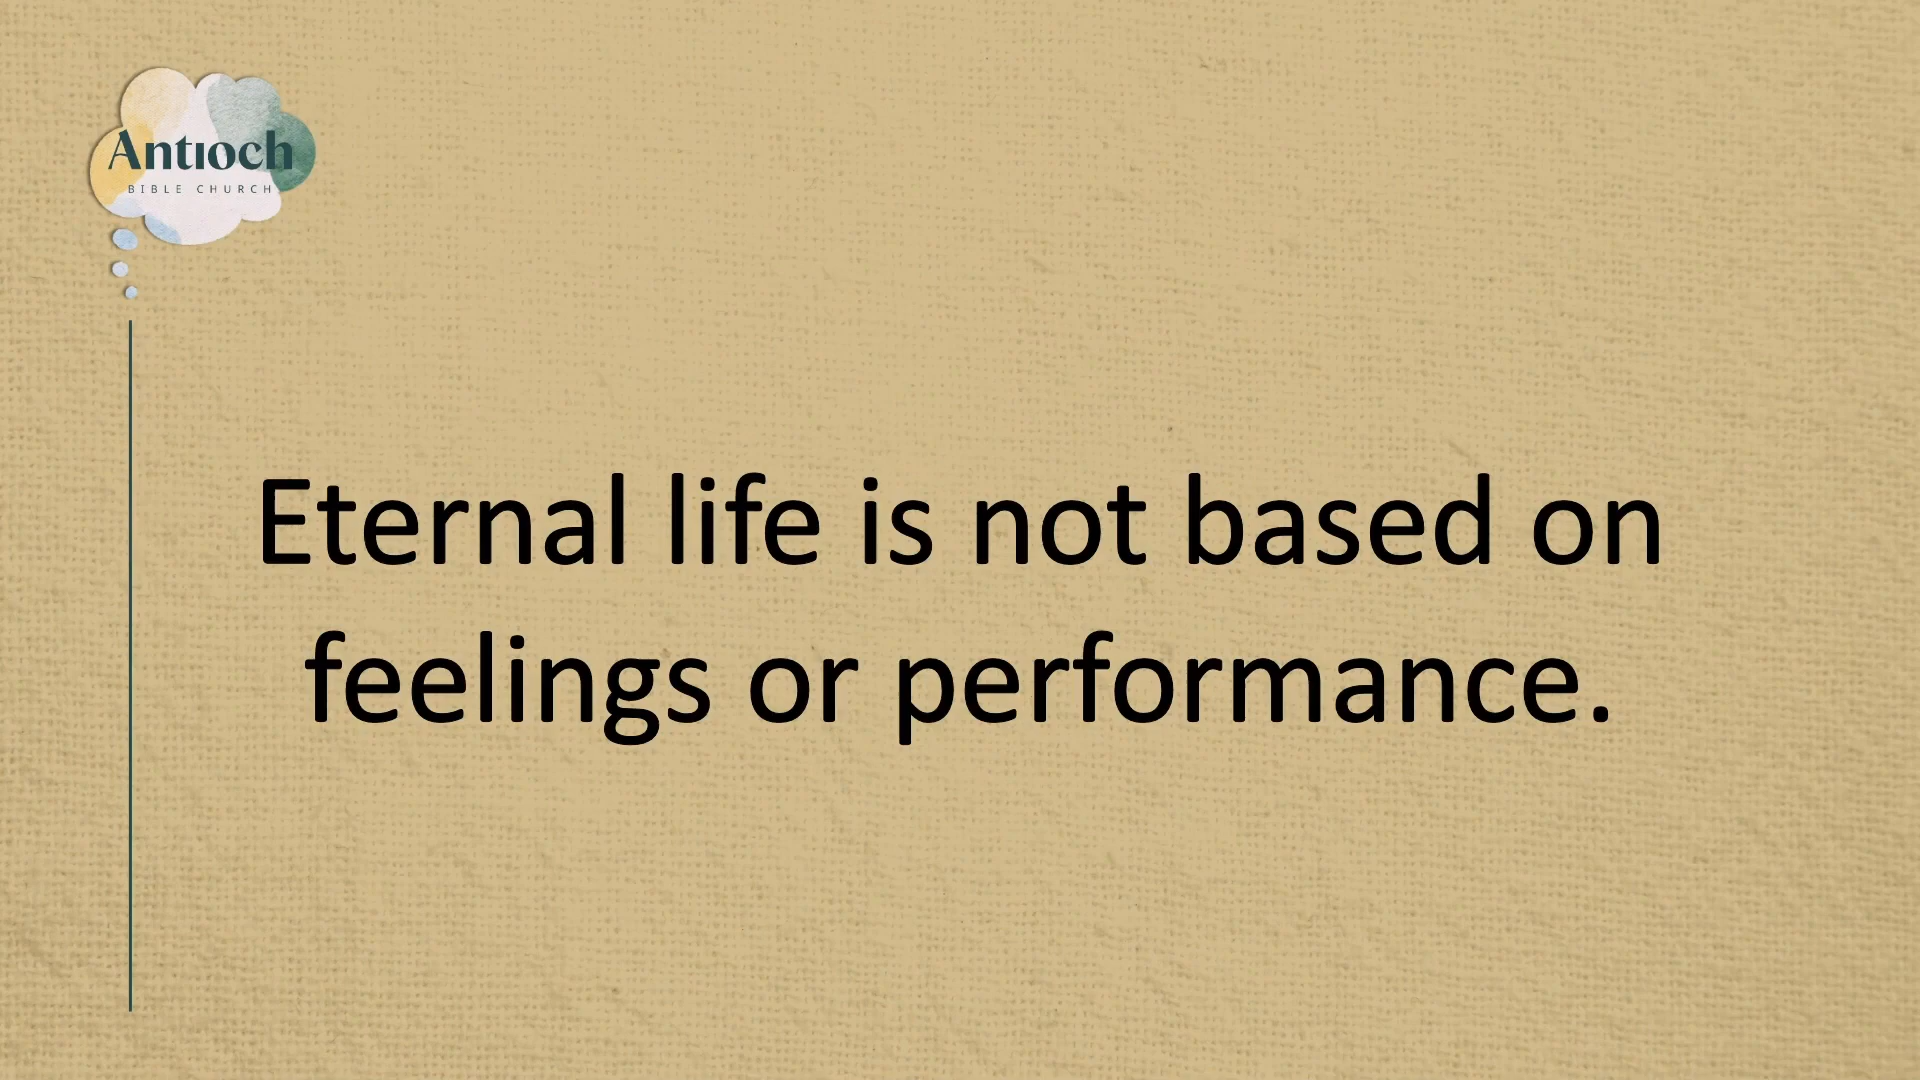 Antioch
BIBLE CHURCH
Eternal life is not based on
feelings or performance.